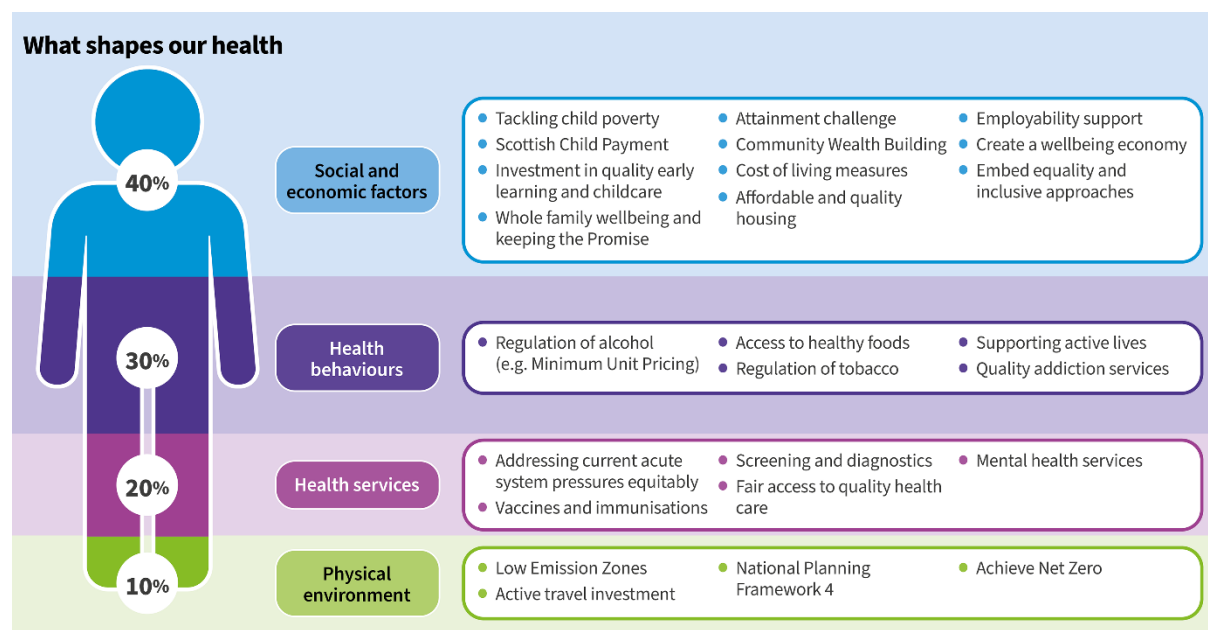 What shapes our health
40%
Social and
economic factors
Tackling child poverty
Scottish Child Payment
Investment in quality early
learning and childcare
Whole family wellbeing and
keeping the Promise
Attainment challenge
Community Wealth Building
Cost of living measures
Affordable and quality
housing
Employability support
Create a wellbeing economy
Embed equality and
inclusive approaches
30%
Health
behaviours
Regulation of alcohol
(e.g. Minimum Unit Pricing)
Access to healthy foods
Regulation of tobacco
Supporting active lives
Quality addiction services
20%
Health services
Addressing current acute
system pressures equitably
Vaccines and immunisations
Screening and diagnostics
Fair access to quality health
care
Mental health services
10%
Physical
environment
Low Emission Zones
Active travel investment
National Planning
Framework 4
Achieve Net Zero